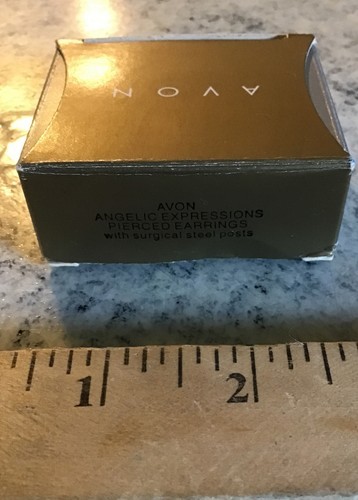 AVON
AVON
ANGELIC EXPRESSIONS
PIERCED EARRINGS
with surgical steel posts
1 2